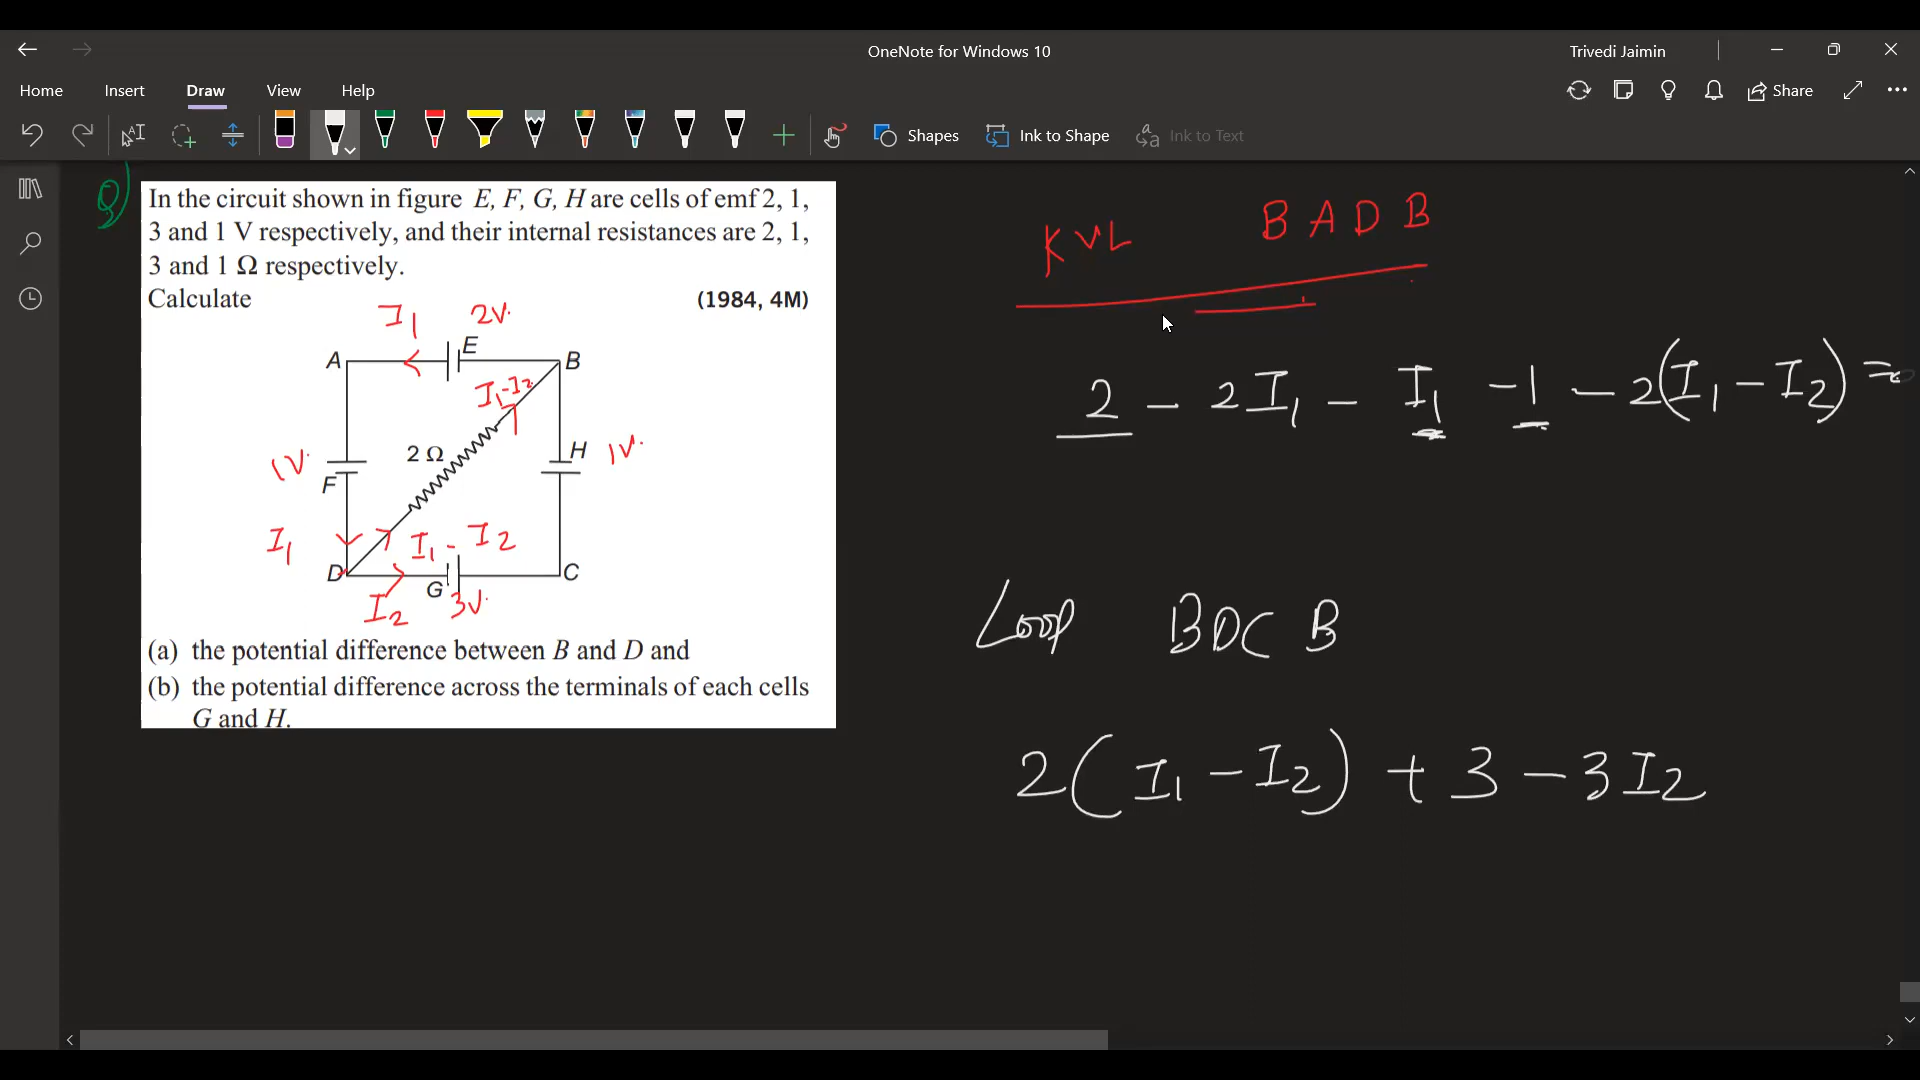 OneNote for Windows 10
Trivedi Jaimin
Home Insert Draw View Help
Share
Shapes Ink to Shape Ink to Text
Q)
In the circuit shown in figure E, F, G, H are cells of emf 2, 1,
3 and 1 V respectively, and their internal resistances are 2, 1,
3 and 1 Ω respectively.
Calculate (1984, 4M)
I1 2V.
A E B
I1-I2
2 Ω
1V. F H 1V.
I1 I1 - I2
D G C
I2 3V.
(a) the potential difference between B and D and
(b) the potential difference across the terminals of each cells
G and H.
KVL B A D B
2 - 2I1 - I1 -1 - 2(I1 - I2) =0
Loop BDC B
2(I1 - I2) + 3 - 3I2